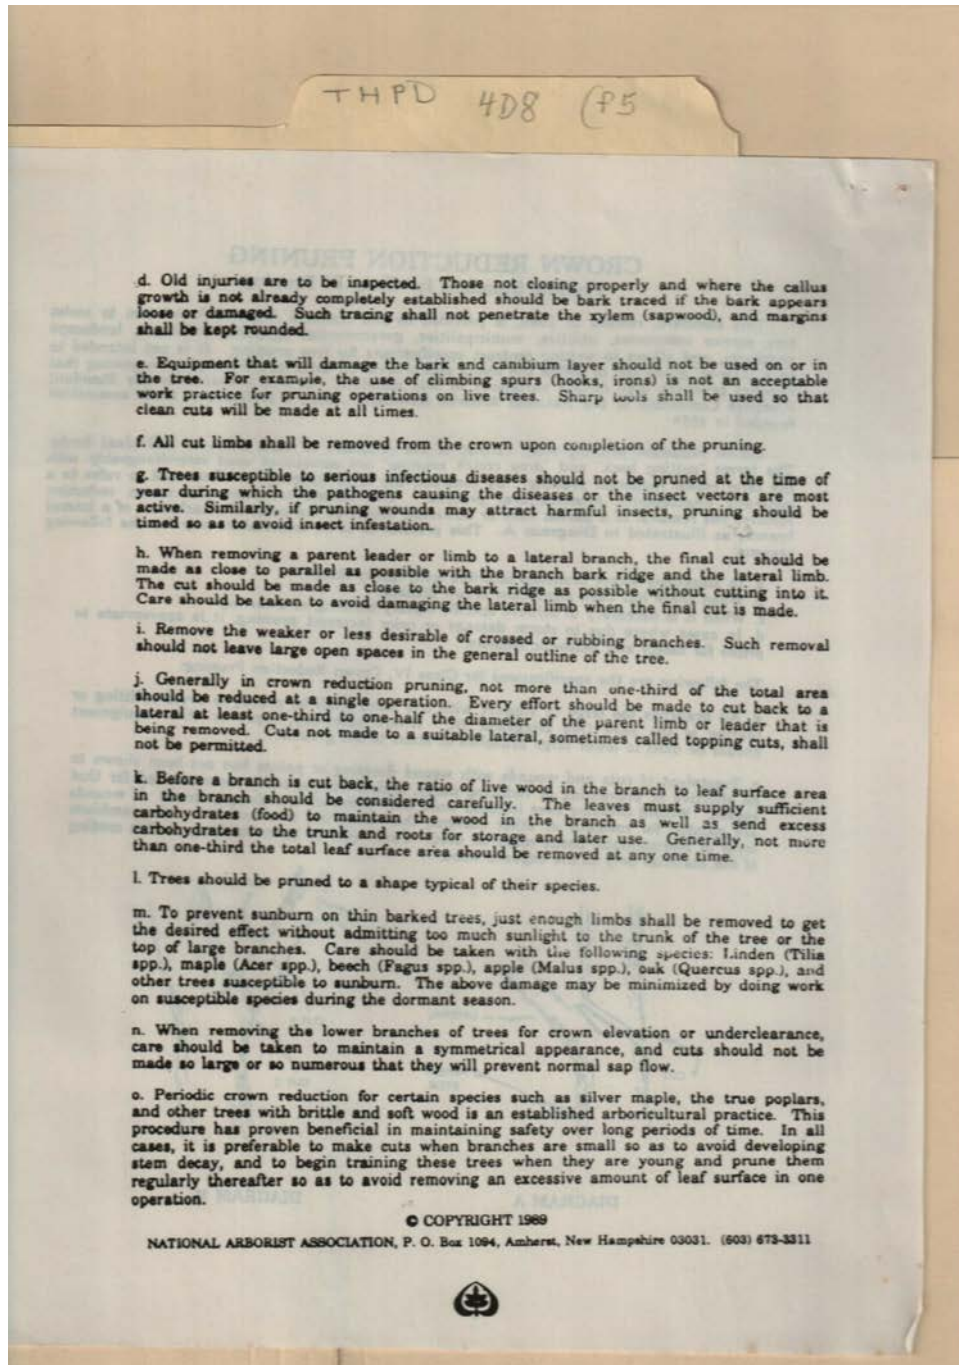 THPD 4D8 (f5
CROWN REDUCTION PRUNING
d. Old injuries are to be inspected. Those not closing properly and where the callus
growth is not already completely established should be bark traced if the bark appears
loose or damaged. Such tracing shall not penetrate the xylem (sapwood), and margins
shall be kept rounded.
e. Equipment that will damage the bark and cambium layer should not be used on or in
the tree. For example, the use of climbing spurs (hooks, irons) is not an acceptable
work practice for pruning operations on live trees. Sharp tools shall be used so that
clean cuts will be made at all times.
f. All cut limbs shall be removed from the crown upon completion of the pruning.
g. Trees susceptible to serious infectious diseases should not be pruned at the time of
year during which the pathogens causing the diseases or the insect vectors are most
active. Similarly, if pruning wounds may attract harmful insects, pruning should be
timed so as to avoid insect infestation.
h. When removing a parent leader or limb to a lateral branch, the final cut should be
made as close to parallel as possible with the branch bark ridge and the lateral limb.
The cut should be made as close to the bark ridge as possible without cutting into it.
Care should be taken to avoid damaging the lateral limb when the final cut is made.
i. Remove the weaker or less desirable of crossed or rubbing branches. Such removal
should not leave large open spaces in the general outline of the tree.
j. Generally in crown reduction pruning, not more than one-third of the total area
should be reduced at a single operation. Every effort should be made to cut back to a
lateral at least one-third to one-half the diameter of the parent limb or leader that is
being removed. Cuts not made to a suitable lateral, sometimes called topping cuts, shall
not be permitted.
k. Before a branch is cut back, the ratio of live wood in the branch to leaf surface area
in the branch should be considered carefully. The leaves must supply sufficient
carbohydrates (food) to maintain the wood in the branch as well as send excess
carbohydrates to the trunk and roots for storage and later use. Generally, not more
than one-third the total leaf surface area should be removed at any one time.
l. Trees should be pruned to a shape typical of their species.
m. To prevent sunburn on thin barked trees, just enough limbs shall be removed to get
the desired effect without admitting too much sunlight to the trunk of the tree or the
top of large branches. Care should be taken with the following species: Linden (Tilia
spp.), maple (Acer spp.), beech (Fagus spp.), apple (Malus spp.), oak (Quercus spp.), and
other trees susceptible to sunburn. The above damage may be minimized by doing work
on susceptible species during the dormant season.
n. When removing the lower branches of trees for crown elevation or underclearance,
care should be taken to maintain a symmetrical appearance, and cuts should not be
made so large or so numerous that they will prevent normal sap flow.
o. Periodic crown reduction for certain species such as silver maple, the true poplars,
and other trees with brittle and soft wood is an established arboricultural practice. This
procedure has proven beneficial in maintaining safety over long periods of time. In all
cases, it is preferable to make cuts when branches are small so as to avoid developing
stem decay, and to begin training these trees when they are young and prune them
regularly thereafter so as to avoid removing an excessive amount of leaf surface in one
operation.
DIAGRAM A
© COPYRIGHT 1989
NATIONAL ARBORIST ASSOCIATION, P. O. Box 1094, Amherst, New Hampshire 03031. (603) 673-3311